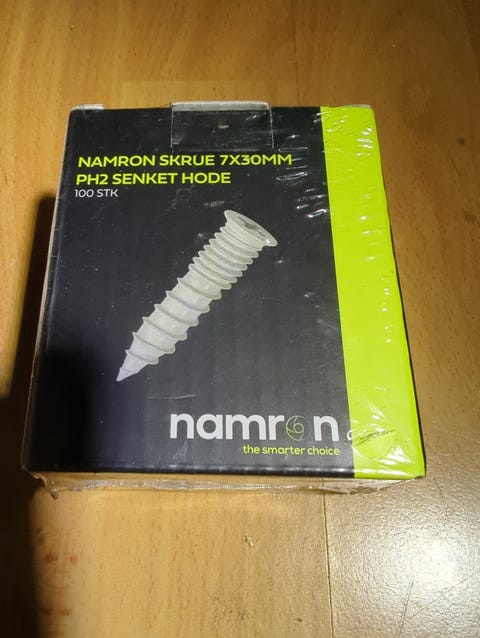 NAMRON SKRUE 7X30MM
PH2 SENKET HODE
100 STK
namron
the smarter choice